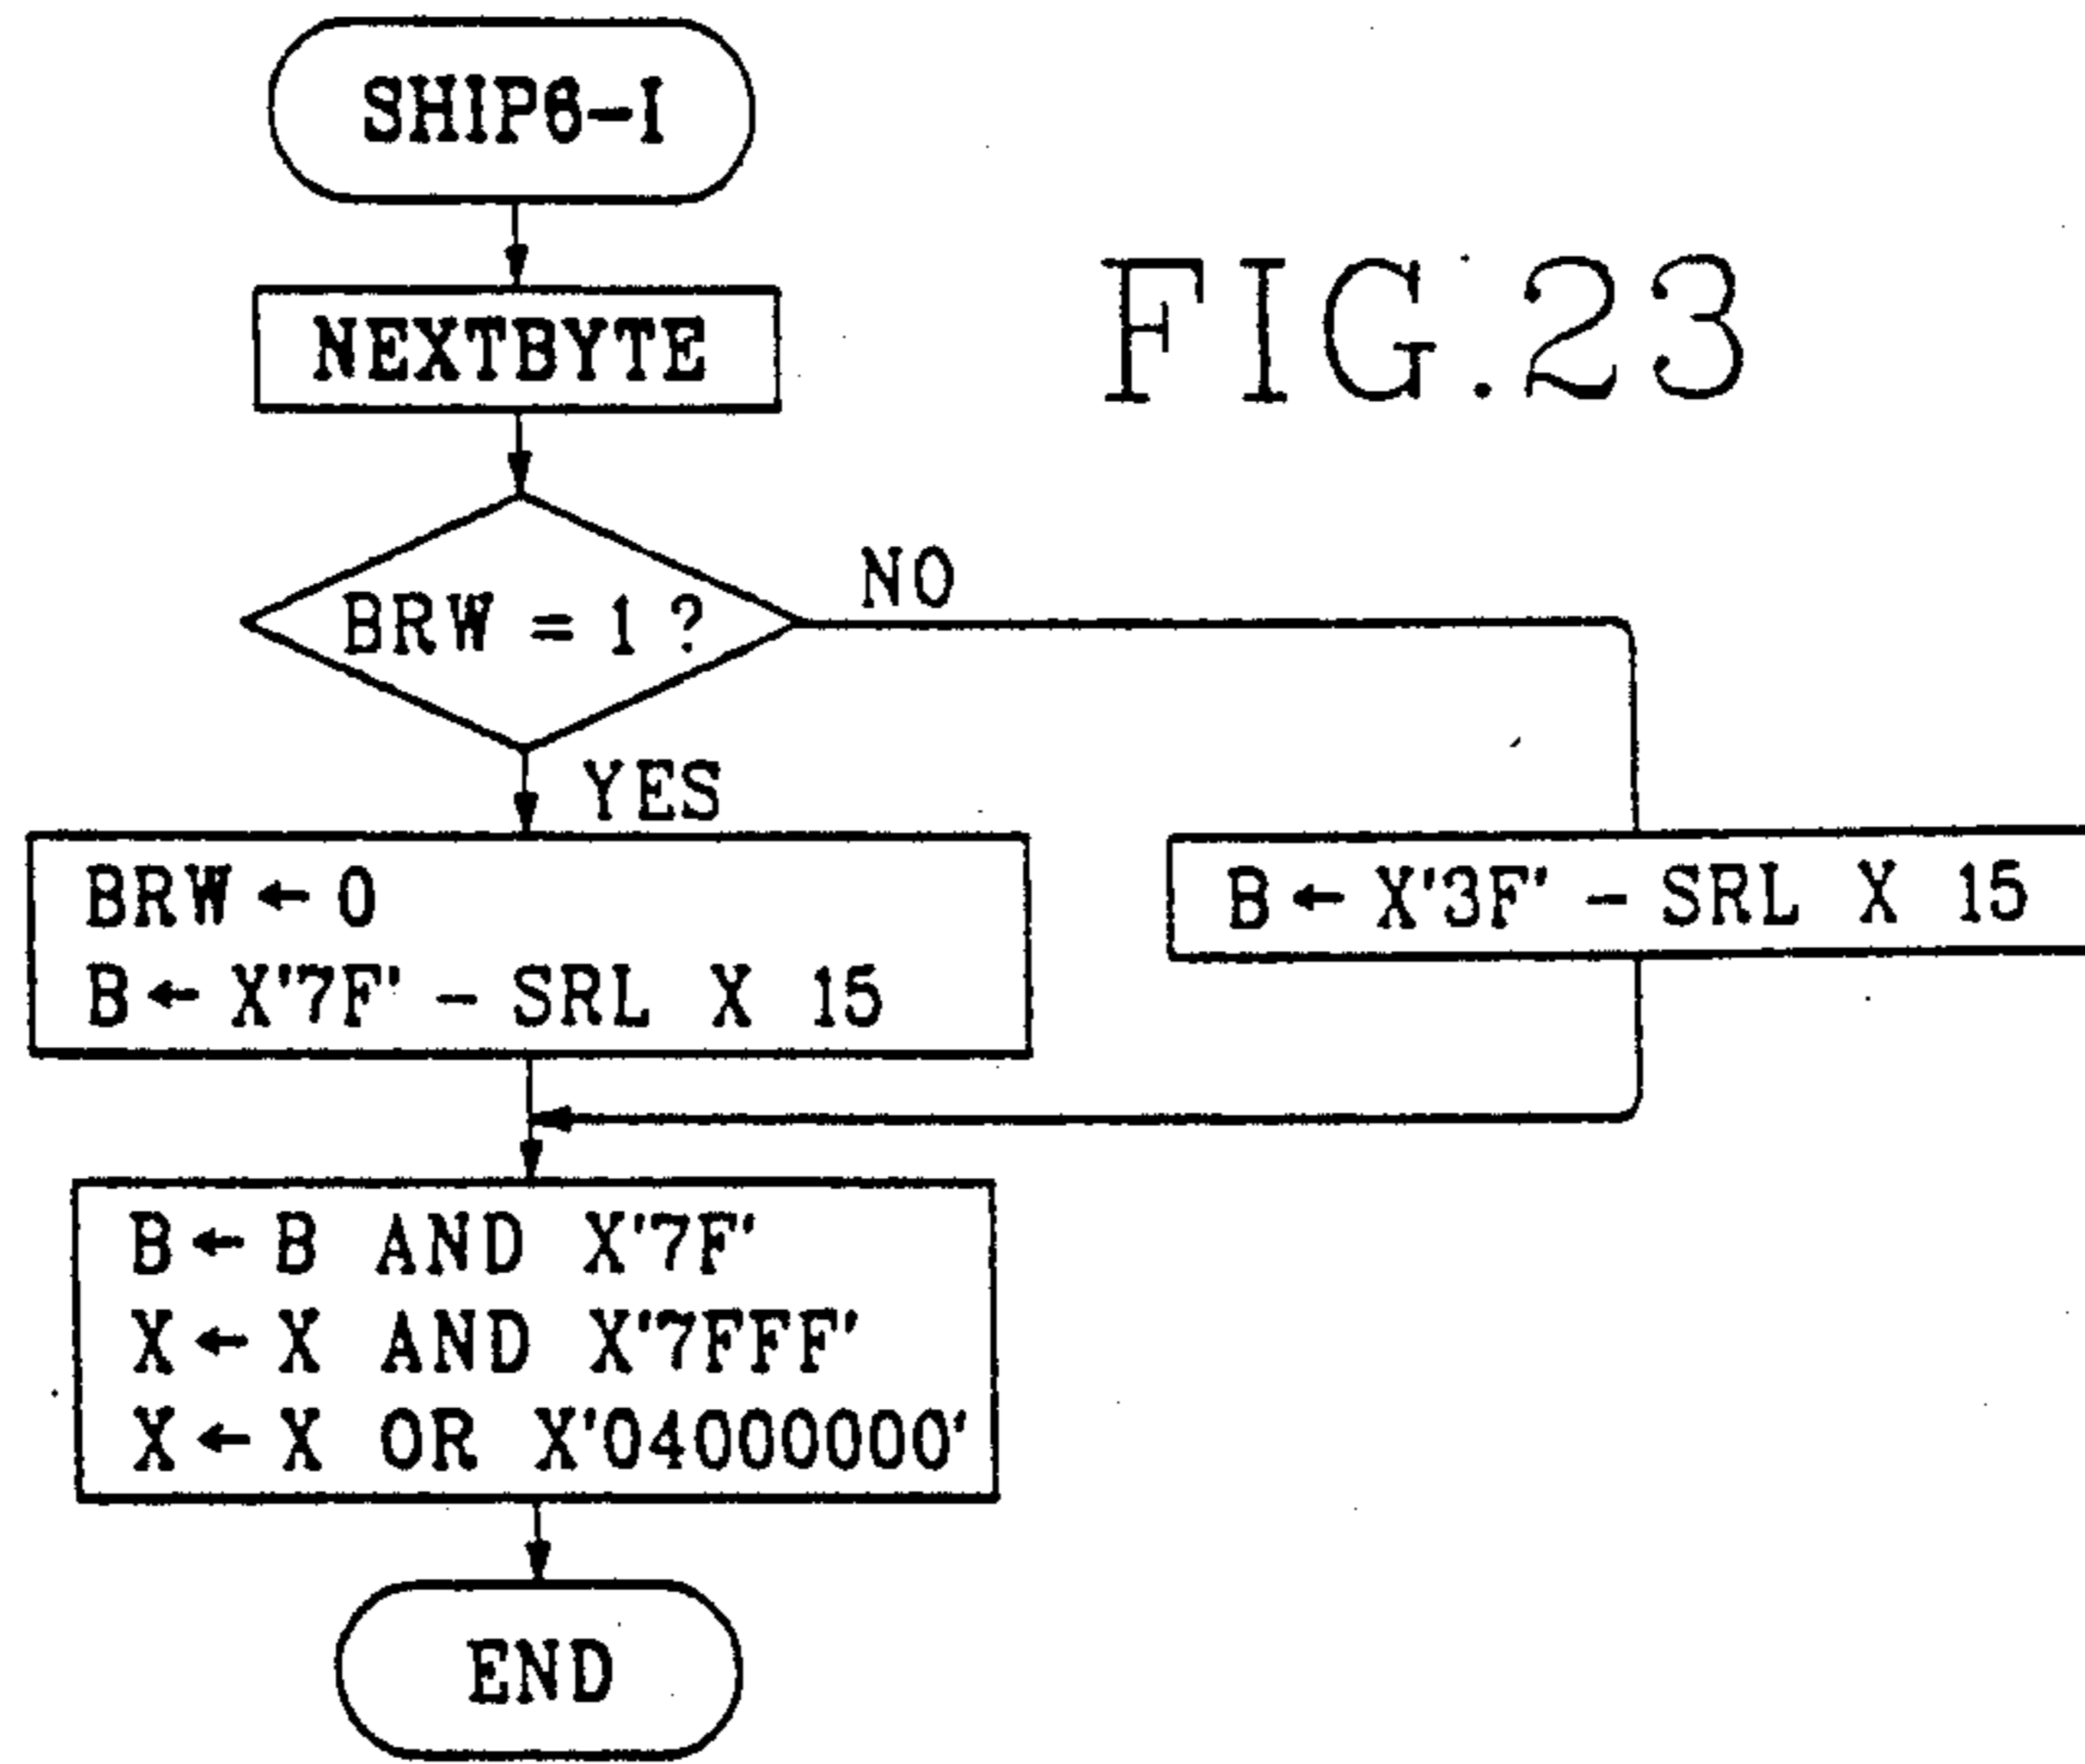 SHIP6-I
NEXTBYTE
FIG.23
BRW = 1 ?
NO
YES
BRW ← 0
B ← X'7F' - SRL X 15
B ← X'3F' - SRL X 15
B ← B AND X'7F'
X ← X AND X'7FFF'
X ← X OR X'04000000'
END